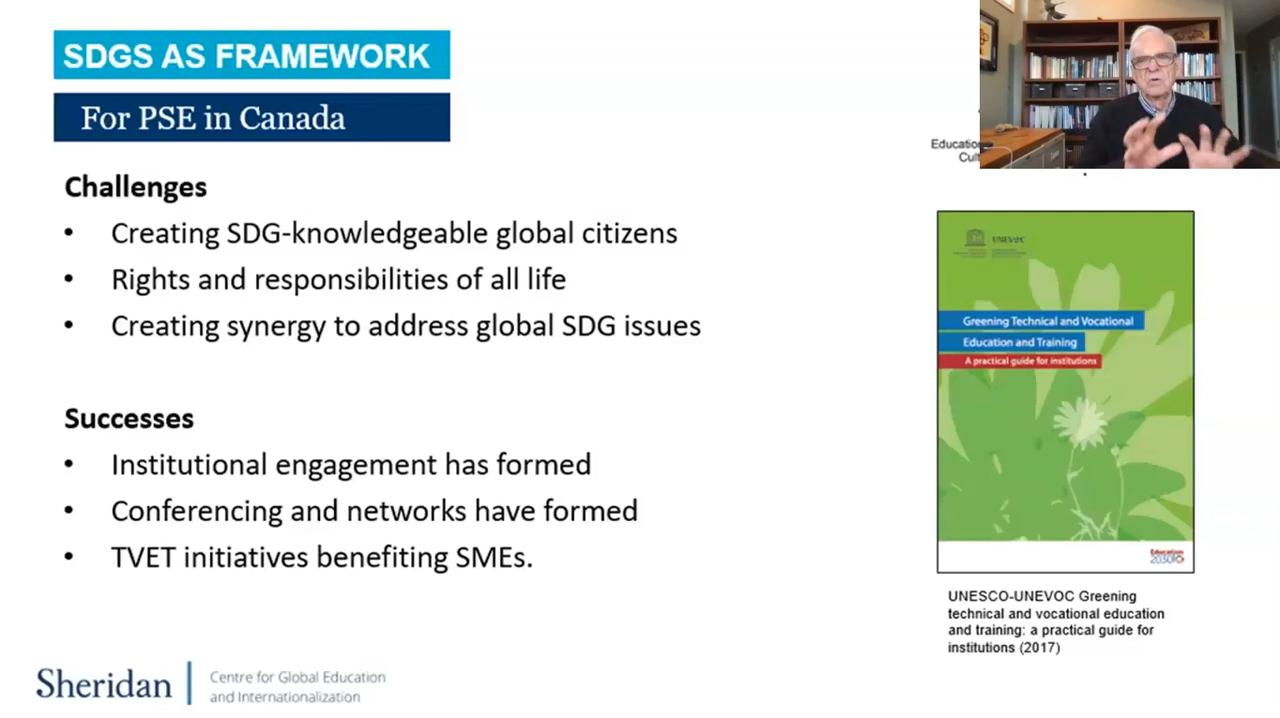 SDGS AS FRAMEWORK
For PSE in Canada
Challenges
• Creating SDG-knowledgeable global citizens
• Rights and responsibilities of all life
• Creating synergy to address global SDG issues
Successes
• Institutional engagement has formed
• Conferencing and networks have formed
• TVET initiatives benefiting SMEs.
UNEVOC
Greening Technical and Vocational
Education and Training
A practical guide for institutions
Education
2030
UNESCO-UNEVOC Greening
technical and vocational education
and training: a practical guide for
institutions (2017)
Sheridan
Centre for Global Education
and Internationalization